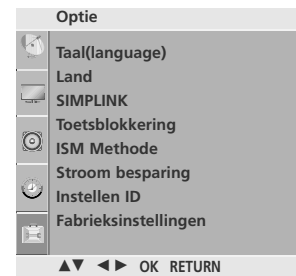 Optie
Taal(language)
Land
SIMPLINK
Toetsblokkering
ISM Methode
Stroom besparing
Instellen ID
Fabrieksinstellingen
▲▼ ◄► OK RETURN